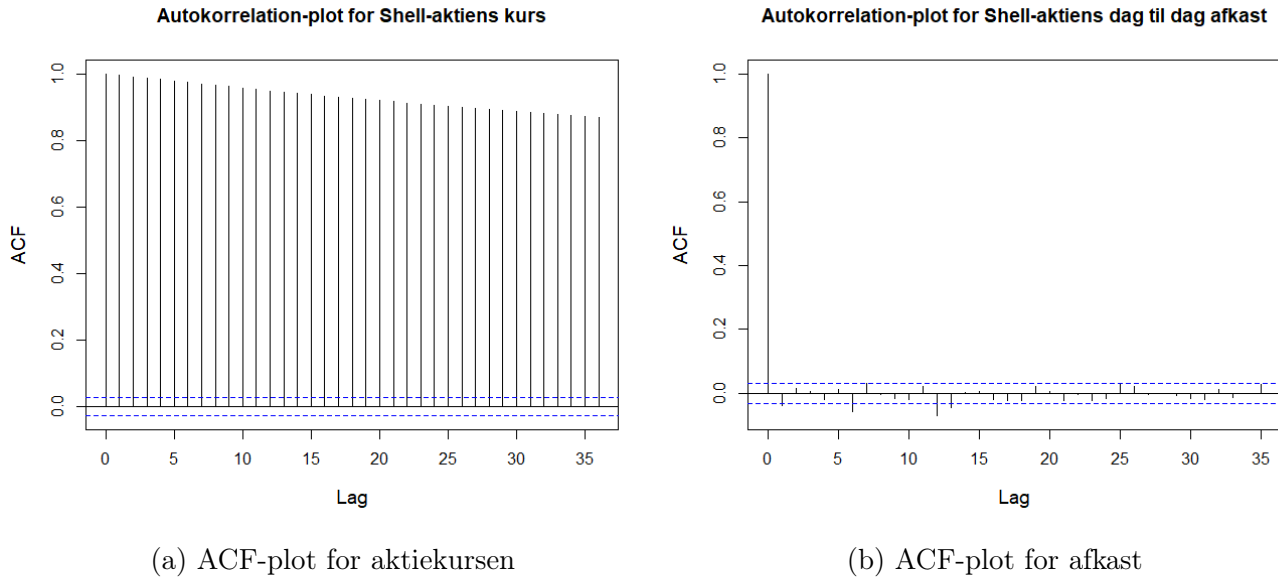 Autokorrelation-plot for Shell-aktiens kurs
ACF
1.0
0.8
0.6
0.4
0.2
0.0
0 5 10 15 20 25 30 35
Lag
(a) ACF-plot for aktiekursen
Autokorrelation-plot for Shell-aktiens dag til dag afkast
ACF
1.0
0.8
0.6
0.4
0.2
0.0
0 5 10 15 20 25 30 35
Lag
(b) ACF-plot for afkast